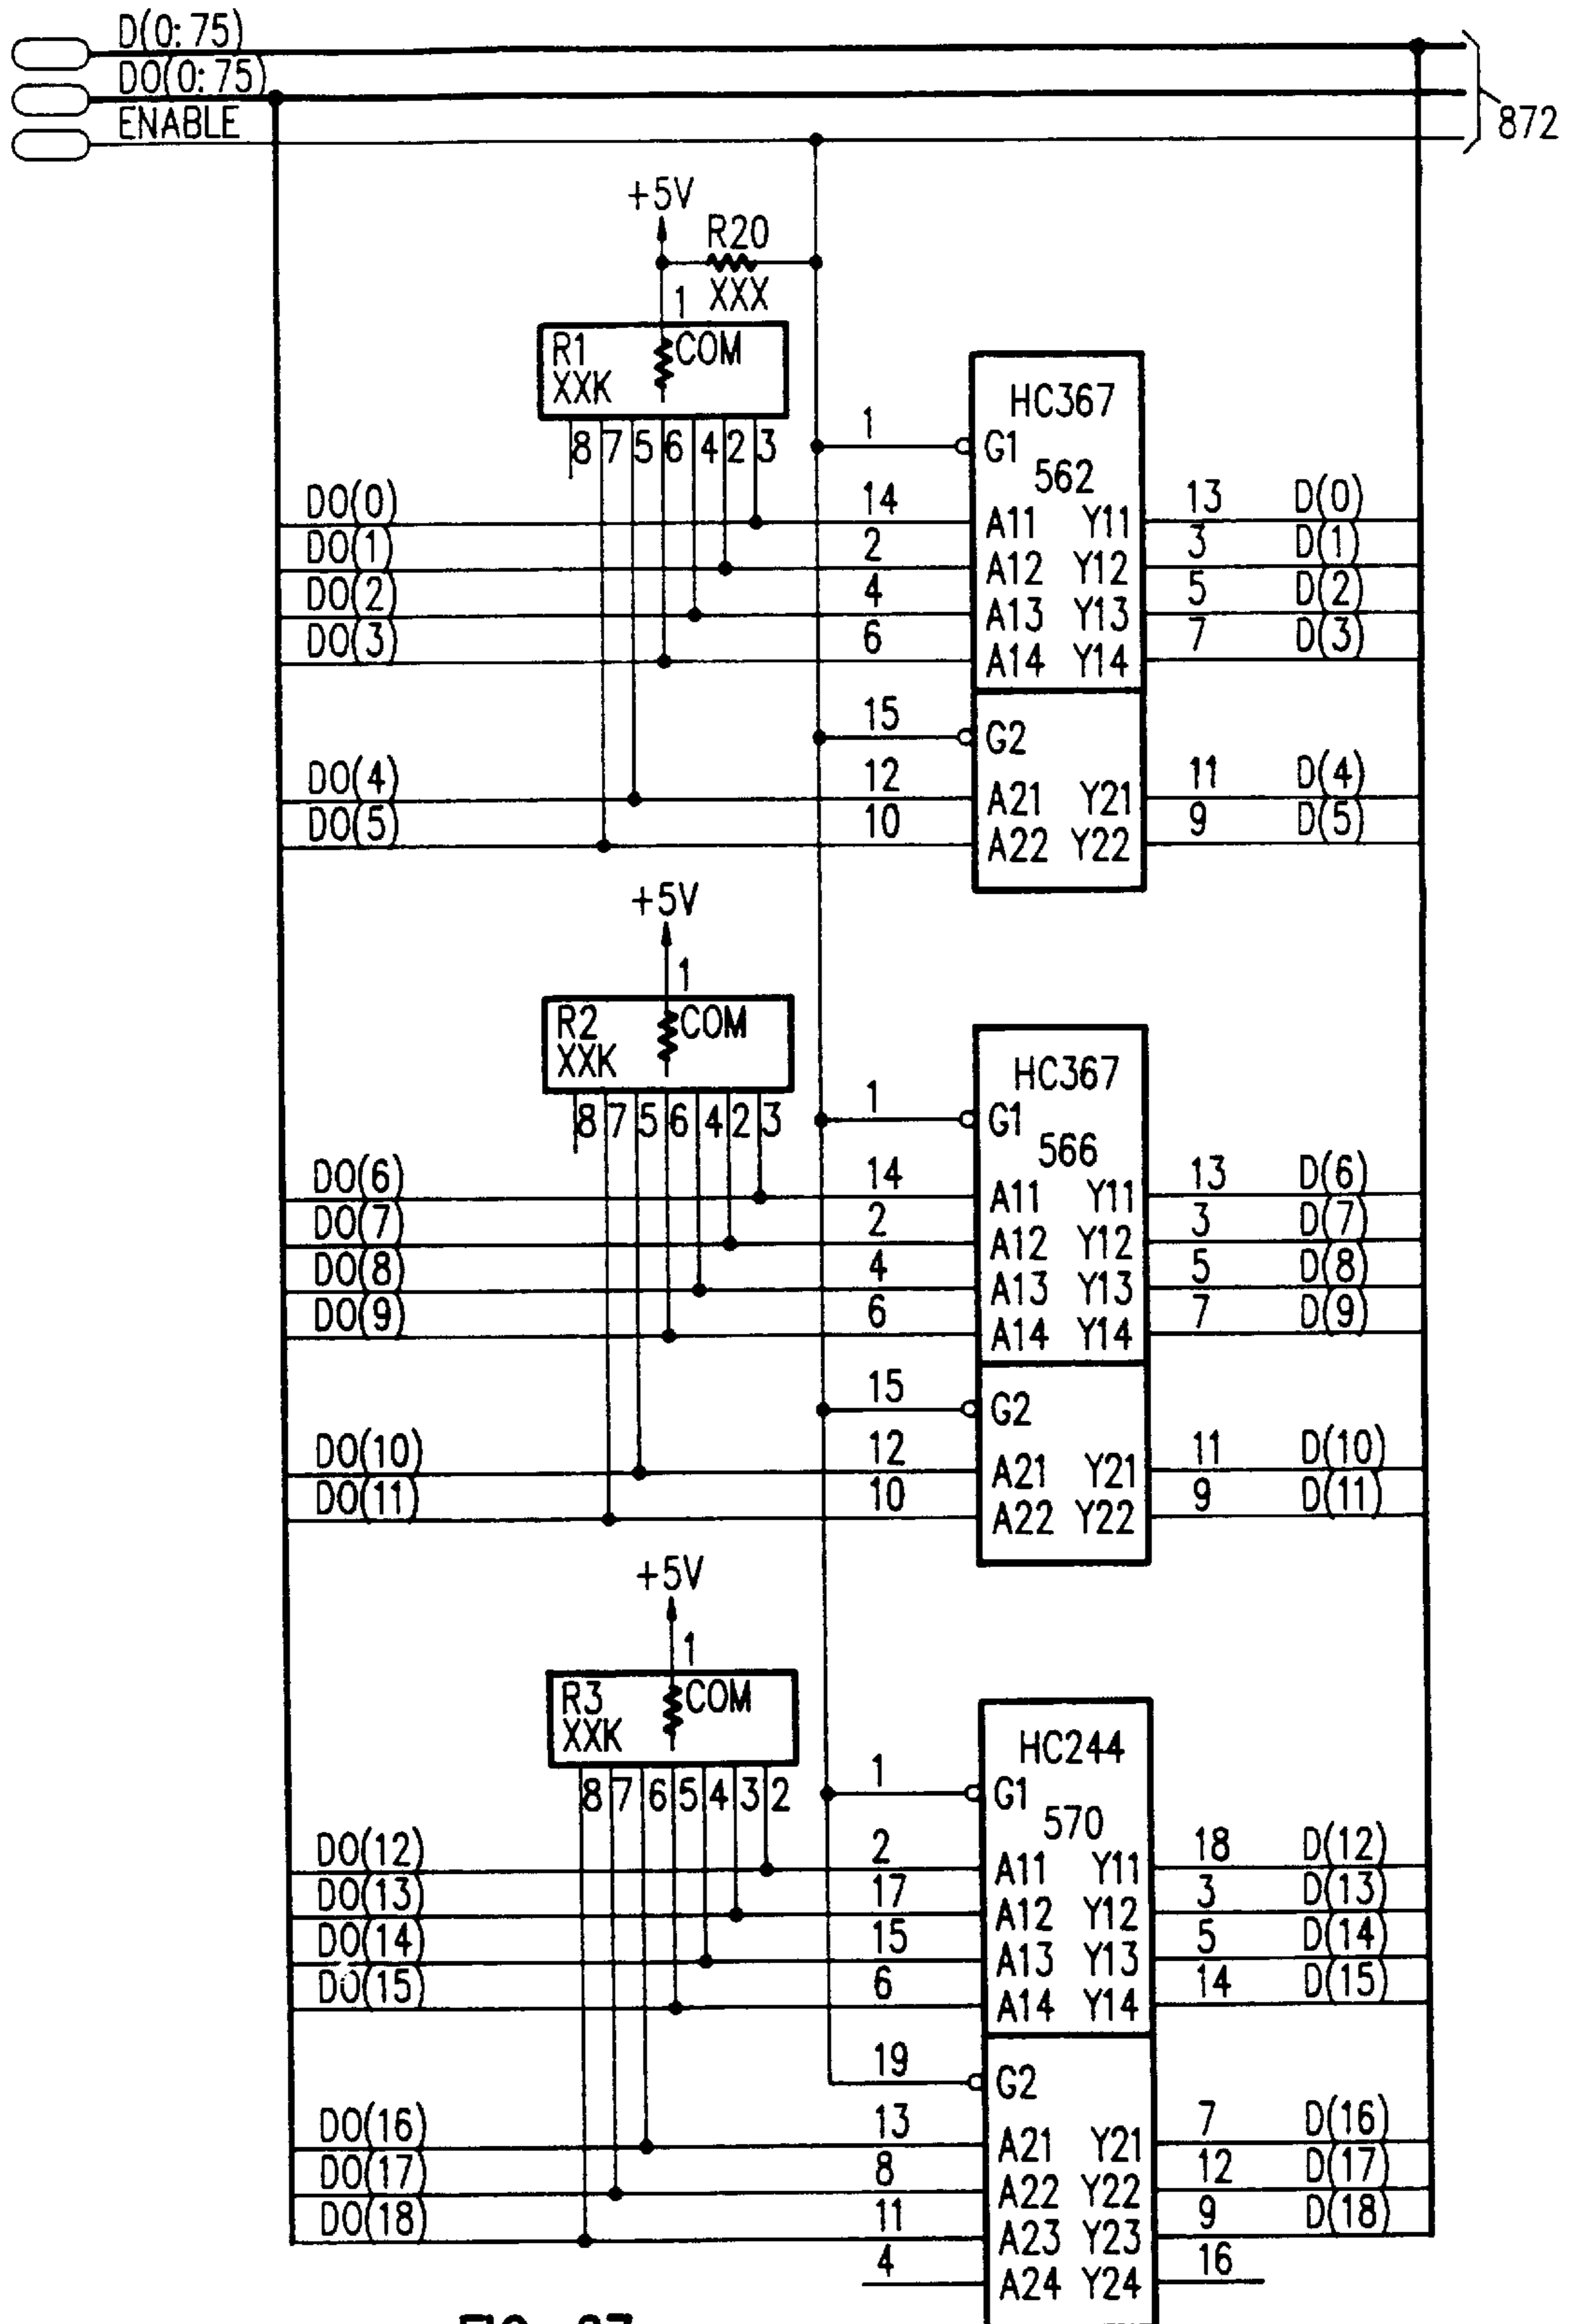 D(0:75)
DO(0:75)
ENABLE
872
+5V
R20
XXX
1
R1
XXK
COM
8 7 5 6 4 2 3
HC367
1
G1
562
DO(0) 14 A11 Y11 13 D(0)
DO(1) 2 A12 Y12 3 D(1)
DO(2) 4 A13 Y13 5 D(2)
DO(3) 6 A14 Y14 7 D(3)
15 G2
DO(4) 12 A21 Y21 11 D(4)
DO(5) 10 A22 Y22 9 D(5)
+5V
1
R2
XXK
COM
8 7 5 6 4 2 3
HC367
1
G1
566
DO(6) 14 A11 Y11 13 D(6)
DO(7) 2 A12 Y12 3 D(7)
DO(8) 4 A13 Y13 5 D(8)
DO(9) 6 A14 Y14 7 D(9)
15 G2
DO(10) 12 A21 Y21 11 D(10)
DO(11) 10 A22 Y22 9 D(11)
+5V
1
R3
XXK
COM
8 7 6 5 4 3 2
HC244
1
G1
570
DO(12) 2 A11 Y11 18 D(12)
DO(13) 17 A12 Y12 3 D(13)
DO(14) 15 A13 Y13 5 D(14)
DO(15) 6 A14 Y14 14 D(15)
19 G2
DO(16) 13 A21 Y21 7 D(16)
DO(17) 8 A22 Y22 12 D(17)
DO(18) 11 A23 Y23 9 D(18)
4 A24 Y24 16